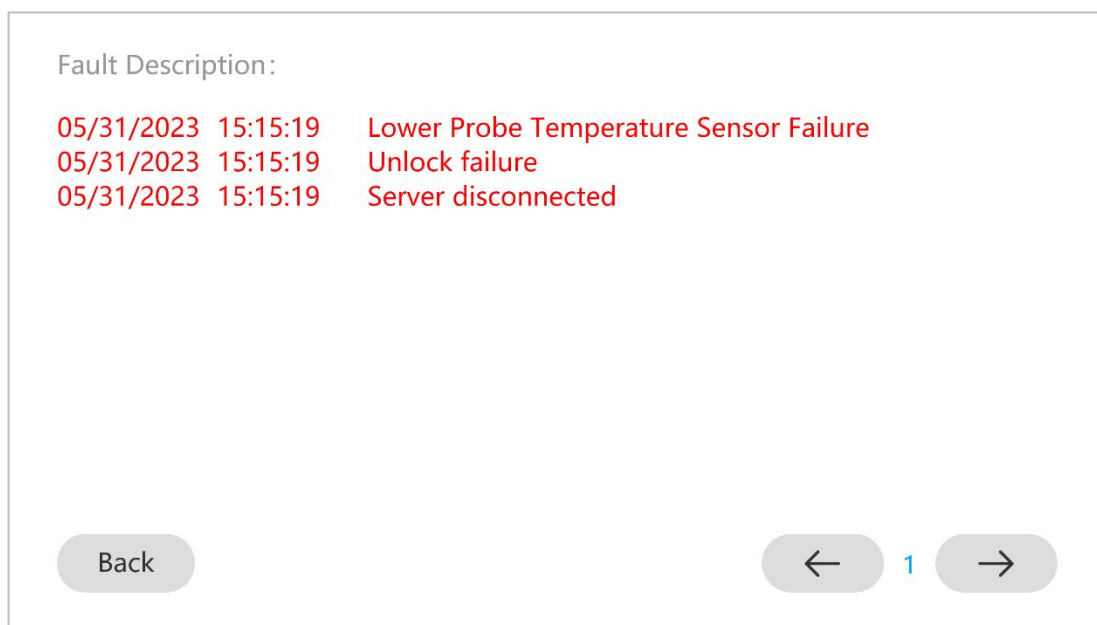 Fault Description:
05/31/2023 15:15:19 Lower Probe Temperature Sensor Failure
05/31/2023 15:15:19 Unlock failure
05/31/2023 15:15:19 Server disconnected
Back
← 1 →